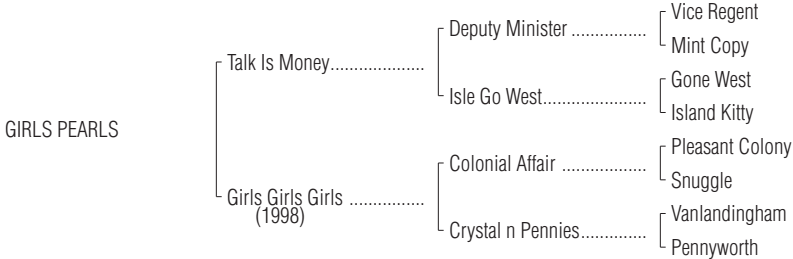 Vice Regent
Deputy Minister ................
Mint Copy
Talk Is Money....................
Gone West
Isle Go West......................
Island Kitty
GIRLS PEARLS
Pleasant Colony
Colonial Affair ..................
Snuggle
Girls Girls Girls ................
(1998)
Vanlandingham
Crystal n Pennies..............
Pennyworth